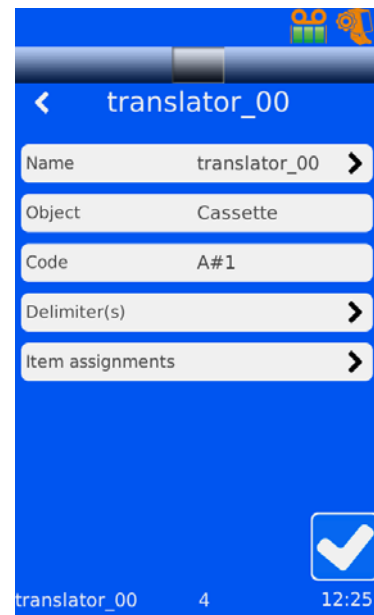 translator_00
Name translator_00
Object Cassette
Code A#1
Delimiter(s)
Item assignments
translator_00 4 12:25